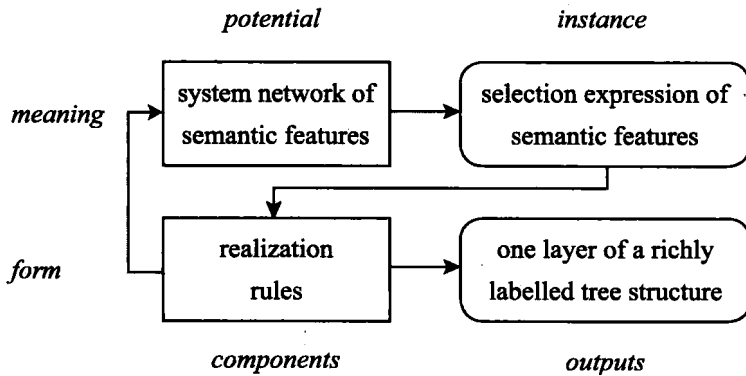 potential
instance
meaning
system network of
semantic features
selection expression of
semantic features
form
realization
rules
one layer of a richly
labelled tree structure
components
outputs